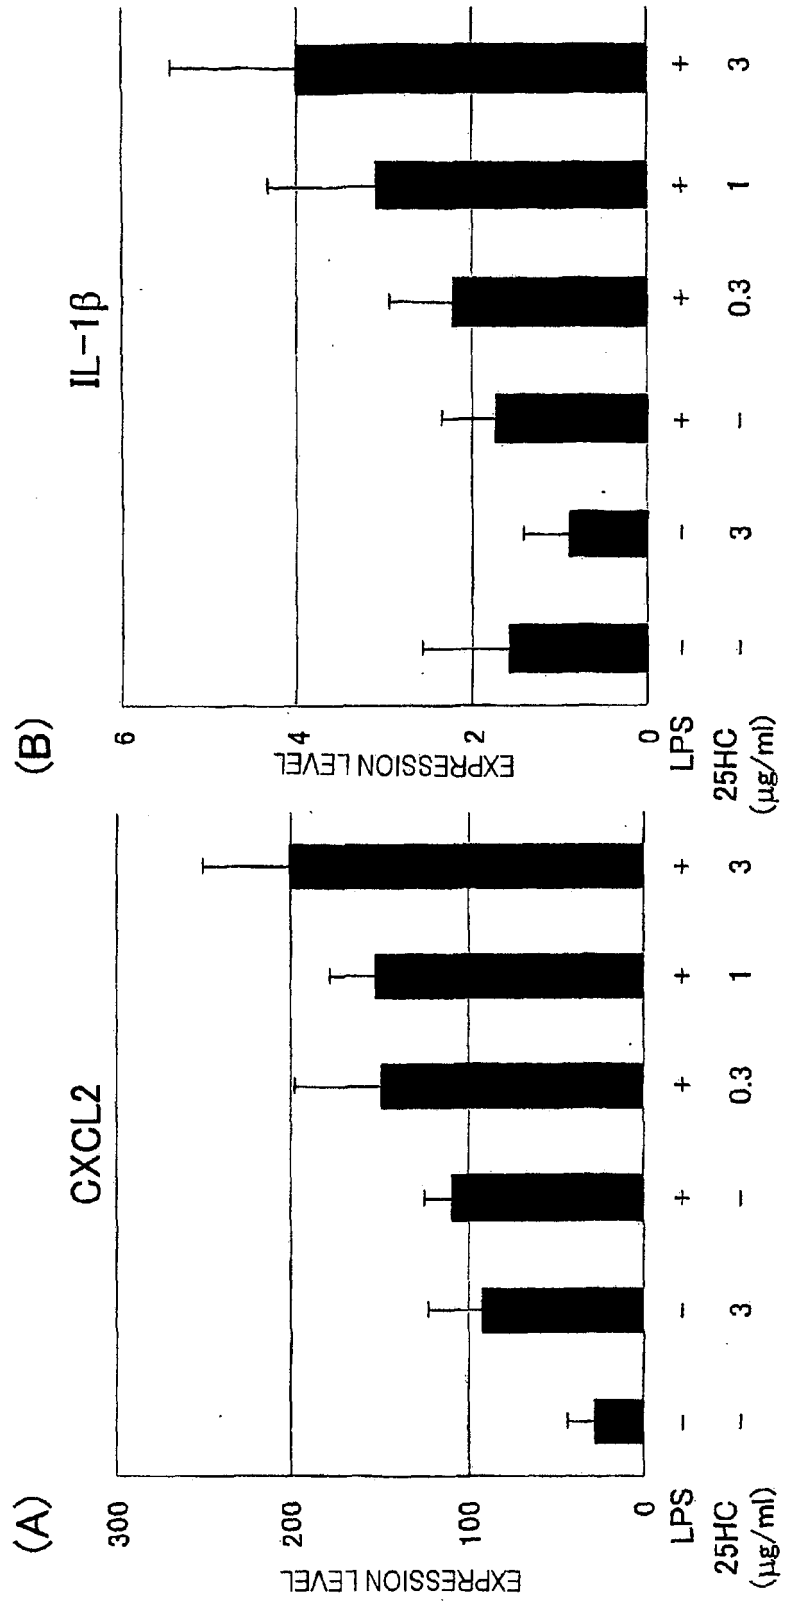 (A)
CXCL2
300
200
100
0
EXPRESSION LEVEL
LPS - - + + + +
25HC - 3 - 0.3 1 3
(μg/ml)
(B)
IL-1β
6
4
2
0
EXPRESSION LEVEL
LPS - - + + + +
25HC - 3 - 0.3 1 3
(μg/ml)